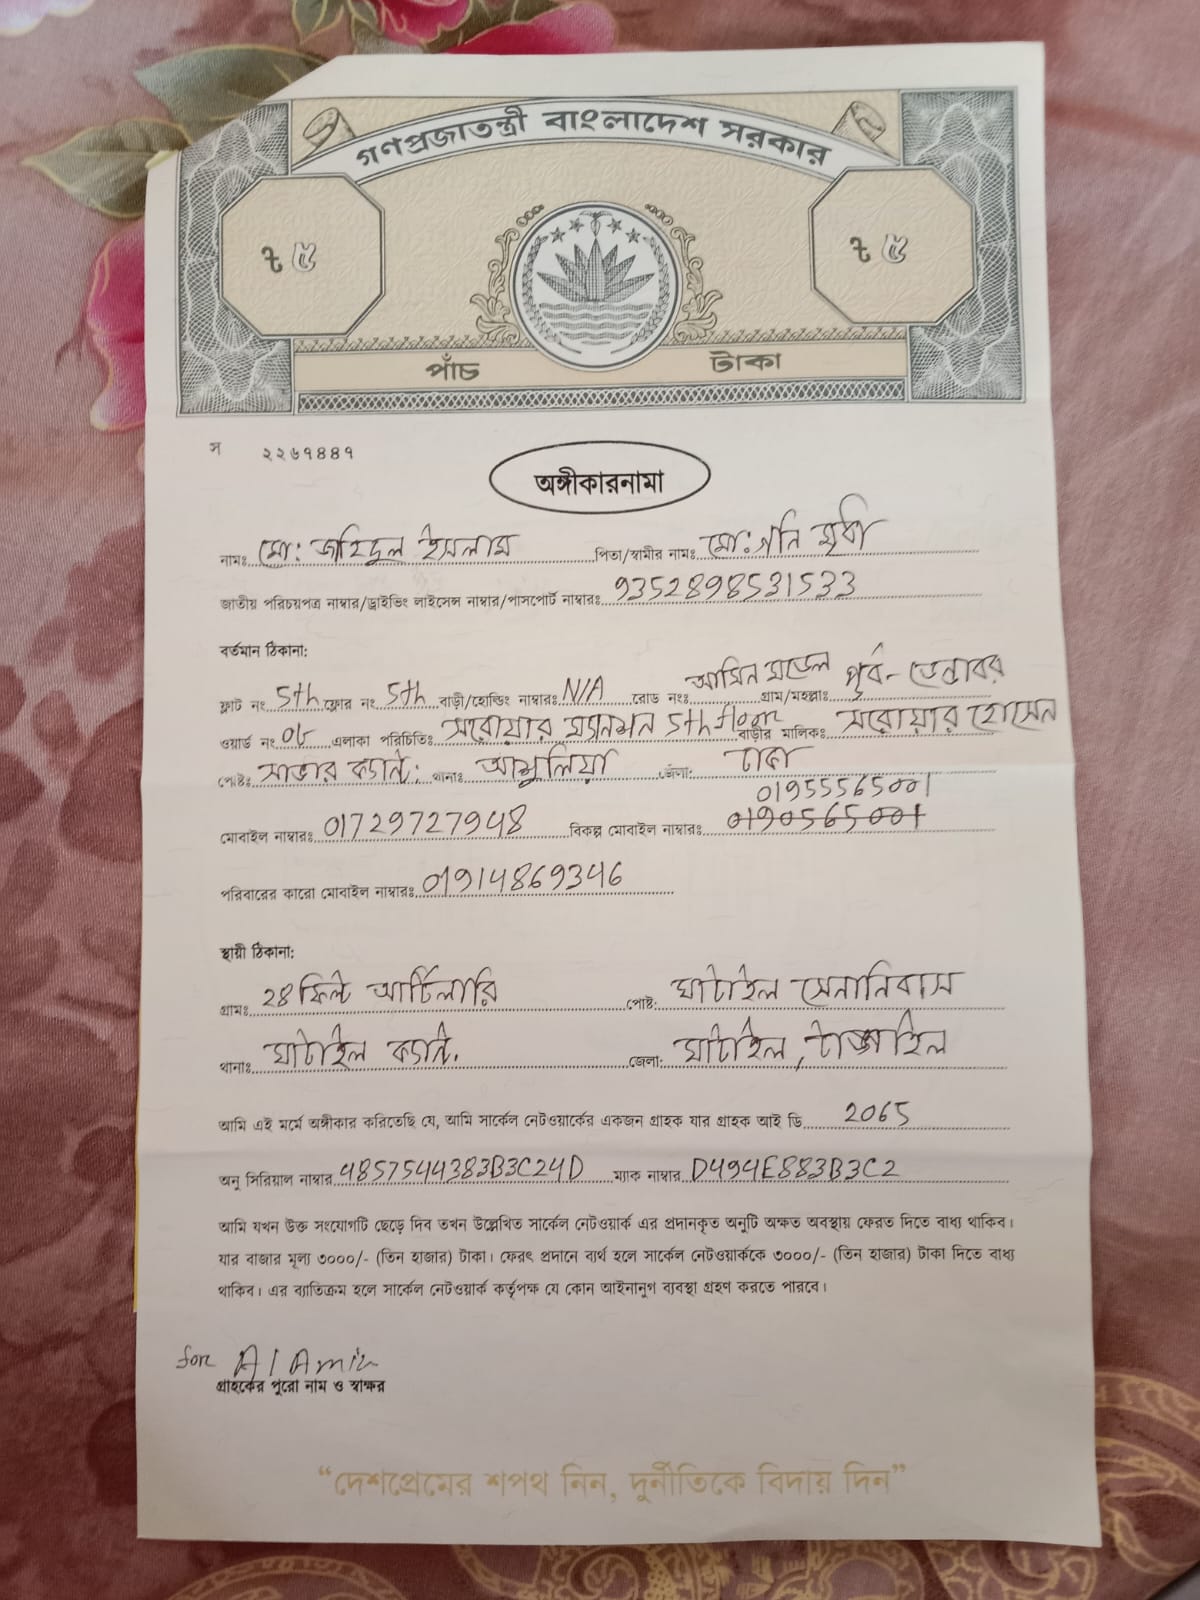 গণপ্রজাতন্ত্রী বাংলাদেশ সরকার
৳ ৫ ৳ ৫
পাঁচ টাকা
স ২২৬৭৪৪৭
অঙ্গীকারনামা
নামঃ মো: জহিদুল ইসলাম পিতা/স্বামীর নামঃ মো: গনি মৃধা
জাতীয় পরিচয়পত্র নাম্বার/ড্রাইভিং লাইসেন্স নাম্বার/পাসপোর্ট নাম্বারঃ 9352898531533
বর্তমান ঠিকানা:
ফ্লাট নং 5th ফ্লোর নং 5th বাড়ী/হোল্ডিং নাম্বারঃ N/A রোড নংঃ আমিন মডেল গ্রাম/মহল্লাঃ পূর্ব-ডেন্ডাবর
ওয়ার্ড নং এলাকা পরিচিতিঃ সরোয়ার ম্যানশন 5th floor বাড়ীর মালিকঃ সরোয়ার হোসেন
পোষ্টঃ সাভার ক্যান্ট: থানাঃ আশুলিয়া জেলা: ঢাকা
01955565001
মোবাইল নাম্বারঃ 01729727948 বিকল্প মোবাইল নাম্বারঃ 0190565001
পরিবারের কারো মোবাইল নাম্বারঃ 01914869346
স্থায়ী ঠিকানা:
গ্রামঃ 28 ফিল্ড আর্টিলারি পোষ্ট: ঘাটাইল সেনানিবাস
থানাঃ ঘাটাইল ক্যান্ট. জেলা: ঘাটাইল, টাঙ্গাইল
আমি এই মর্মে অঙ্গীকার করিতেছি যে, আমি সার্কেল নেটওয়ার্কের একজন গ্রাহক যার গ্রাহক আই ডি 2065
অনু সিরিয়াল নাম্বার 4857544383B3C24D ম্যাক নাম্বার D494E883B3C2
আমি যখন উক্ত সংযোগটি ছেড়ে দিব তখন উল্লেখিত সার্কেল নেটওয়ার্ক এর প্রদানকৃত অনুটি অক্ষত অবস্থায় ফেরত দিতে বাধ্য থাকিব।
যার বাজার মূল্য ৩০০০/- (তিন হাজার) টাকা। ফেরৎ প্রদানে ব্যর্থ হলে সার্কেল নেটওয়ার্ককে ৩০০০/- (তিন হাজার) টাকা দিতে বাধ্য
থাকিব। এর ব্যাতিক্রম হলে সার্কেল নেটওয়ার্ক কর্তৃপক্ষ যে কোন আইনানুগ ব্যবস্থা গ্রহণ করতে পারবে।
for Al Amin
গ্রাহকের পুরো নাম ও স্বাক্ষর
“দেশপ্রেমের শপথ নিন, দুর্নীতিকে বিদায় দিন”